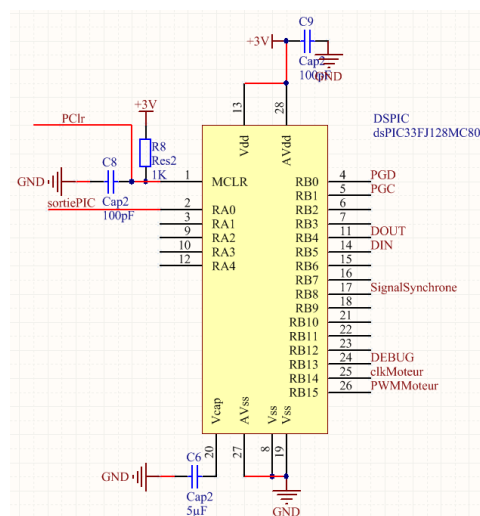 C9
+3V
Cap2
100pF
GND
PClr
+3V
13
28
DSPIC
dsPIC33FJ128MC80
R8
Res2
1K
Vdd
AVdd
C8
GND
Cap2
100pF
1
MCLR
sortiePIC
2
RA0
3
RA1
9
RA2
10
RA3
12
RA4
RB0
4
PGD
RB1
5
PGC
RB2
6
RB3
7
RB4
11
DOUT
RB5
14
DIN
RB6
15
RB7
16
RB8
17
SignalSynchrone
RB9
18
RB10
21
RB11
22
RB12
23
RB13
24
DEBUG
RB14
25
clkMoteur
RB15
26
PWMMoteur
Vcap
AVss
Vss
Vss
20
27
8
19
C6
GND
Cap2
5µF
GND